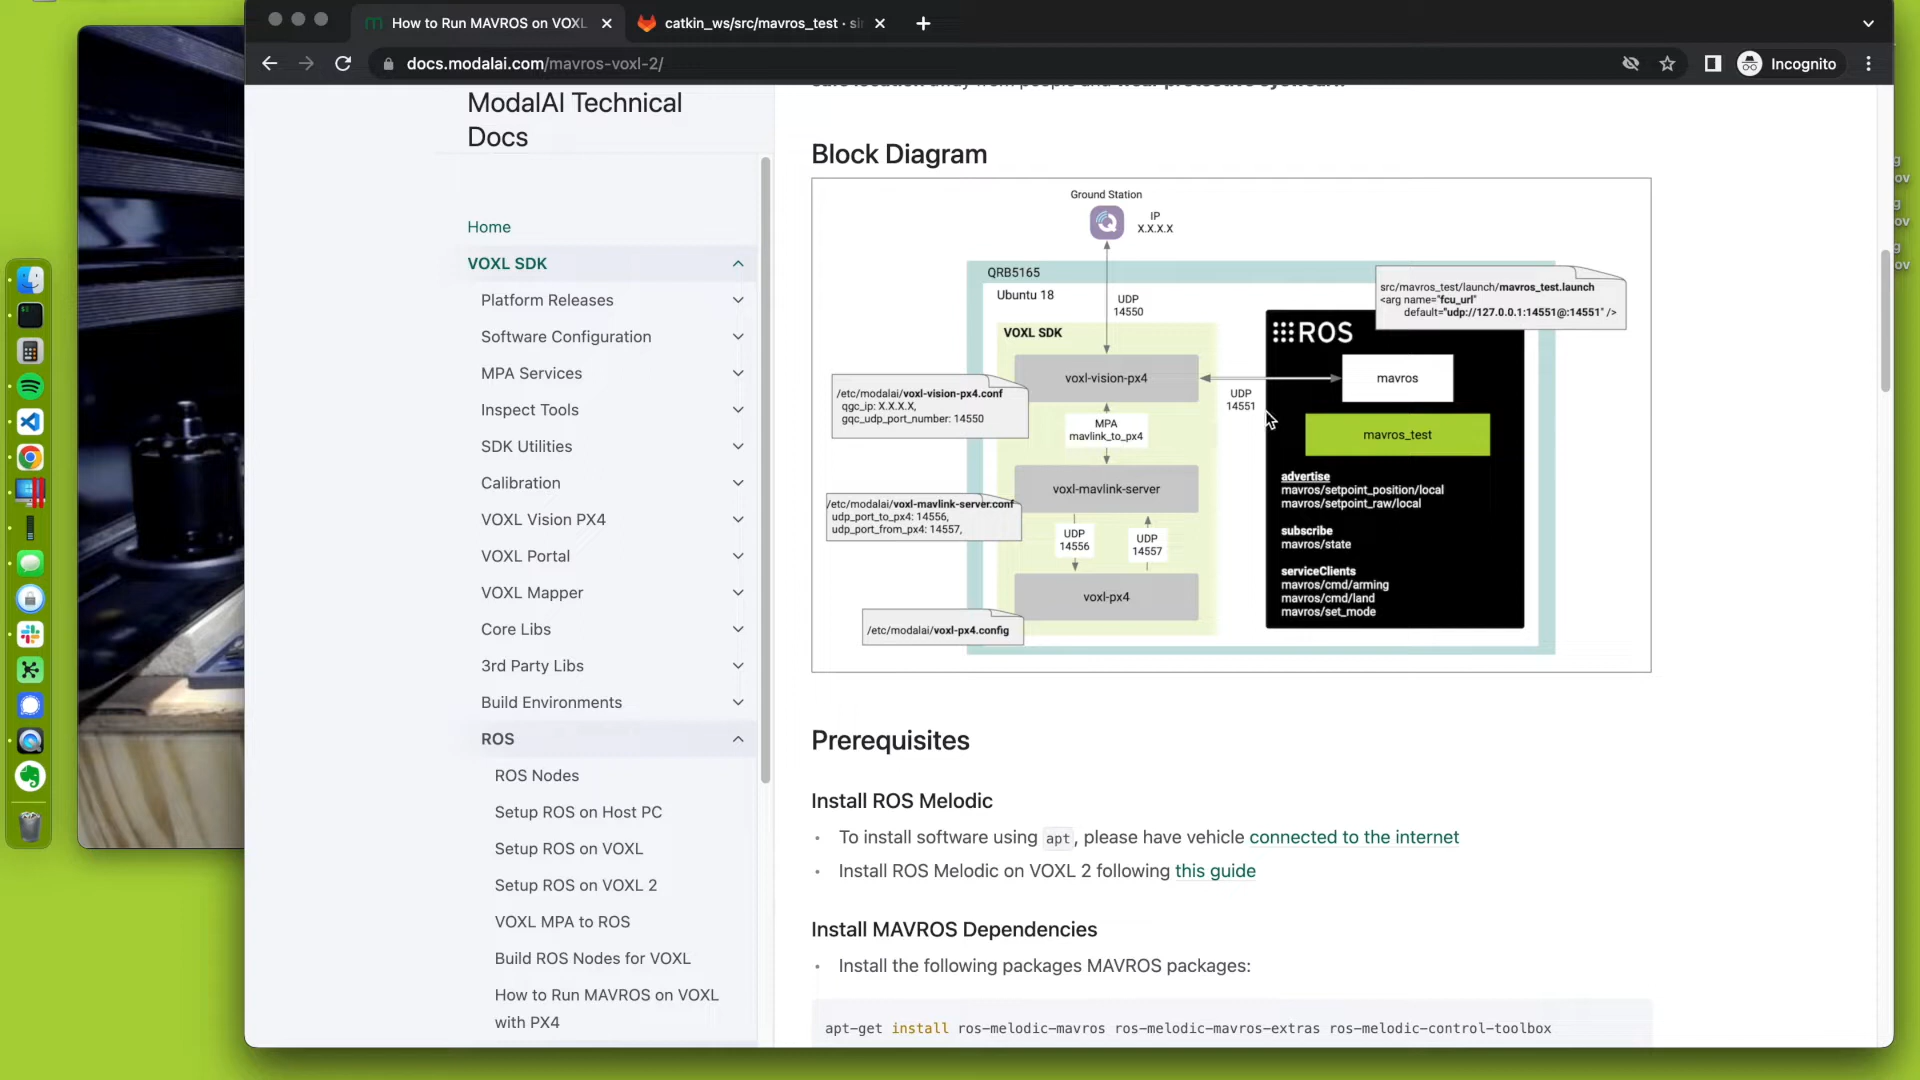 How to Run MAVROS on VOXL
catkin_ws/src/mavros_test · si
docs.modalai.com/mavros-voxl-2/
Incognito
ModalAI Technical
Docs
Home
VOXL SDK
Platform Releases
Software Configuration
MPA Services
Inspect Tools
SDK Utilities
Calibration
VOXL Vision PX4
VOXL Portal
VOXL Mapper
Core Libs
3rd Party Libs
Build Environments
ROS
ROS Nodes
Setup ROS on Host PC
Setup ROS on VOXL
Setup ROS on VOXL 2
VOXL MPA to ROS
Build ROS Nodes for VOXL
How to Run MAVROS on VOXL
with PX4
Block Diagram
Ground Station
IP
X.X.X.X
QRB5165
Ubuntu 18
UDP
14550
VOXL SDK
voxl-vision-px4
/etc/modalai/voxl-vision-px4.conf
qgc_ip: X.X.X.X,
gqc_udp_port_number: 14550
MPA
mavlink_to_px4
voxl-mavlink-server
/etc/modalai/voxl-mavlink-server.conf
udp_port_to_px4: 14556,
udp_port_from_px4: 14557,
UDP
14556
UDP
14557
voxl-px4
/etc/modalai/voxl-px4.config
UDP
14551
src/mavros_test/launch/mavros_test.launch
<arg name="fcu_url"
default="udp://127.0.0.1:14551@:14551" />
ROS
mavros
mavros_test
advertise
mavros/setpoint_position/local
mavros/setpoint_raw/local
subscribe
mavros/state
serviceClients
mavros/cmd/arming
mavros/cmd/land
mavros/set_mode
Prerequisites
Install ROS Melodic
• To install software using apt, please have vehicle connected to the internet
• Install ROS Melodic on VOXL 2 following this guide
Install MAVROS Dependencies
• Install the following packages MAVROS packages:
apt-get install ros-melodic-mavros ros-melodic-mavros-extras ros-melodic-control-toolbox